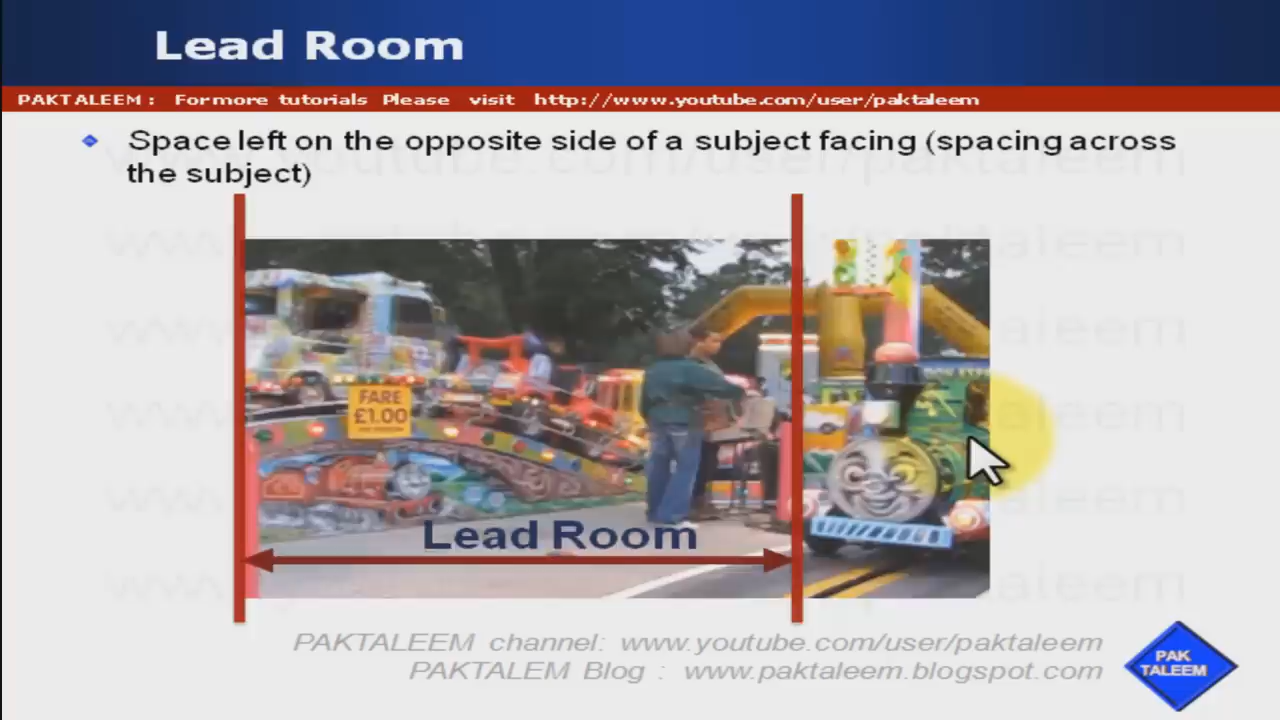 Lead Room
PAKTALEEM : Formore tutorials Please visit http://www.youtube.com/user/paktaleem
Space left on the opposite side of a subject facing (spacing across
the subject)
FARE
£1.00
Lead Room
PAKTALEEM channel: www.youtube.com/user/paktaleem
PAKTALEM Blog : www.paktaleem.blogspot.com
PAK
TALEEM